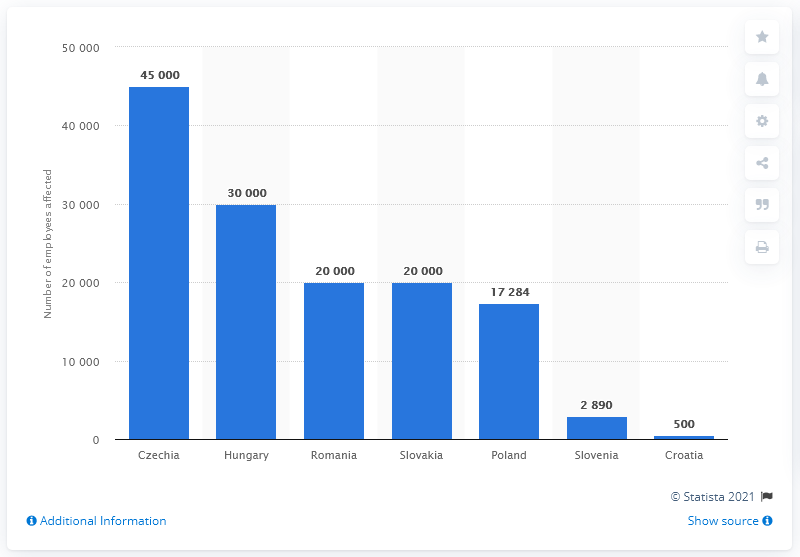 50 000
45 000
40 000
30 000
30 000
20 000
20 000
20 000
17 284
10 000
2 890
500
0
Number of employees affected
Czechia Hungary Romania Slovakia Poland Slovenia Croatia
© Statista 2021
Additional Information
Show source